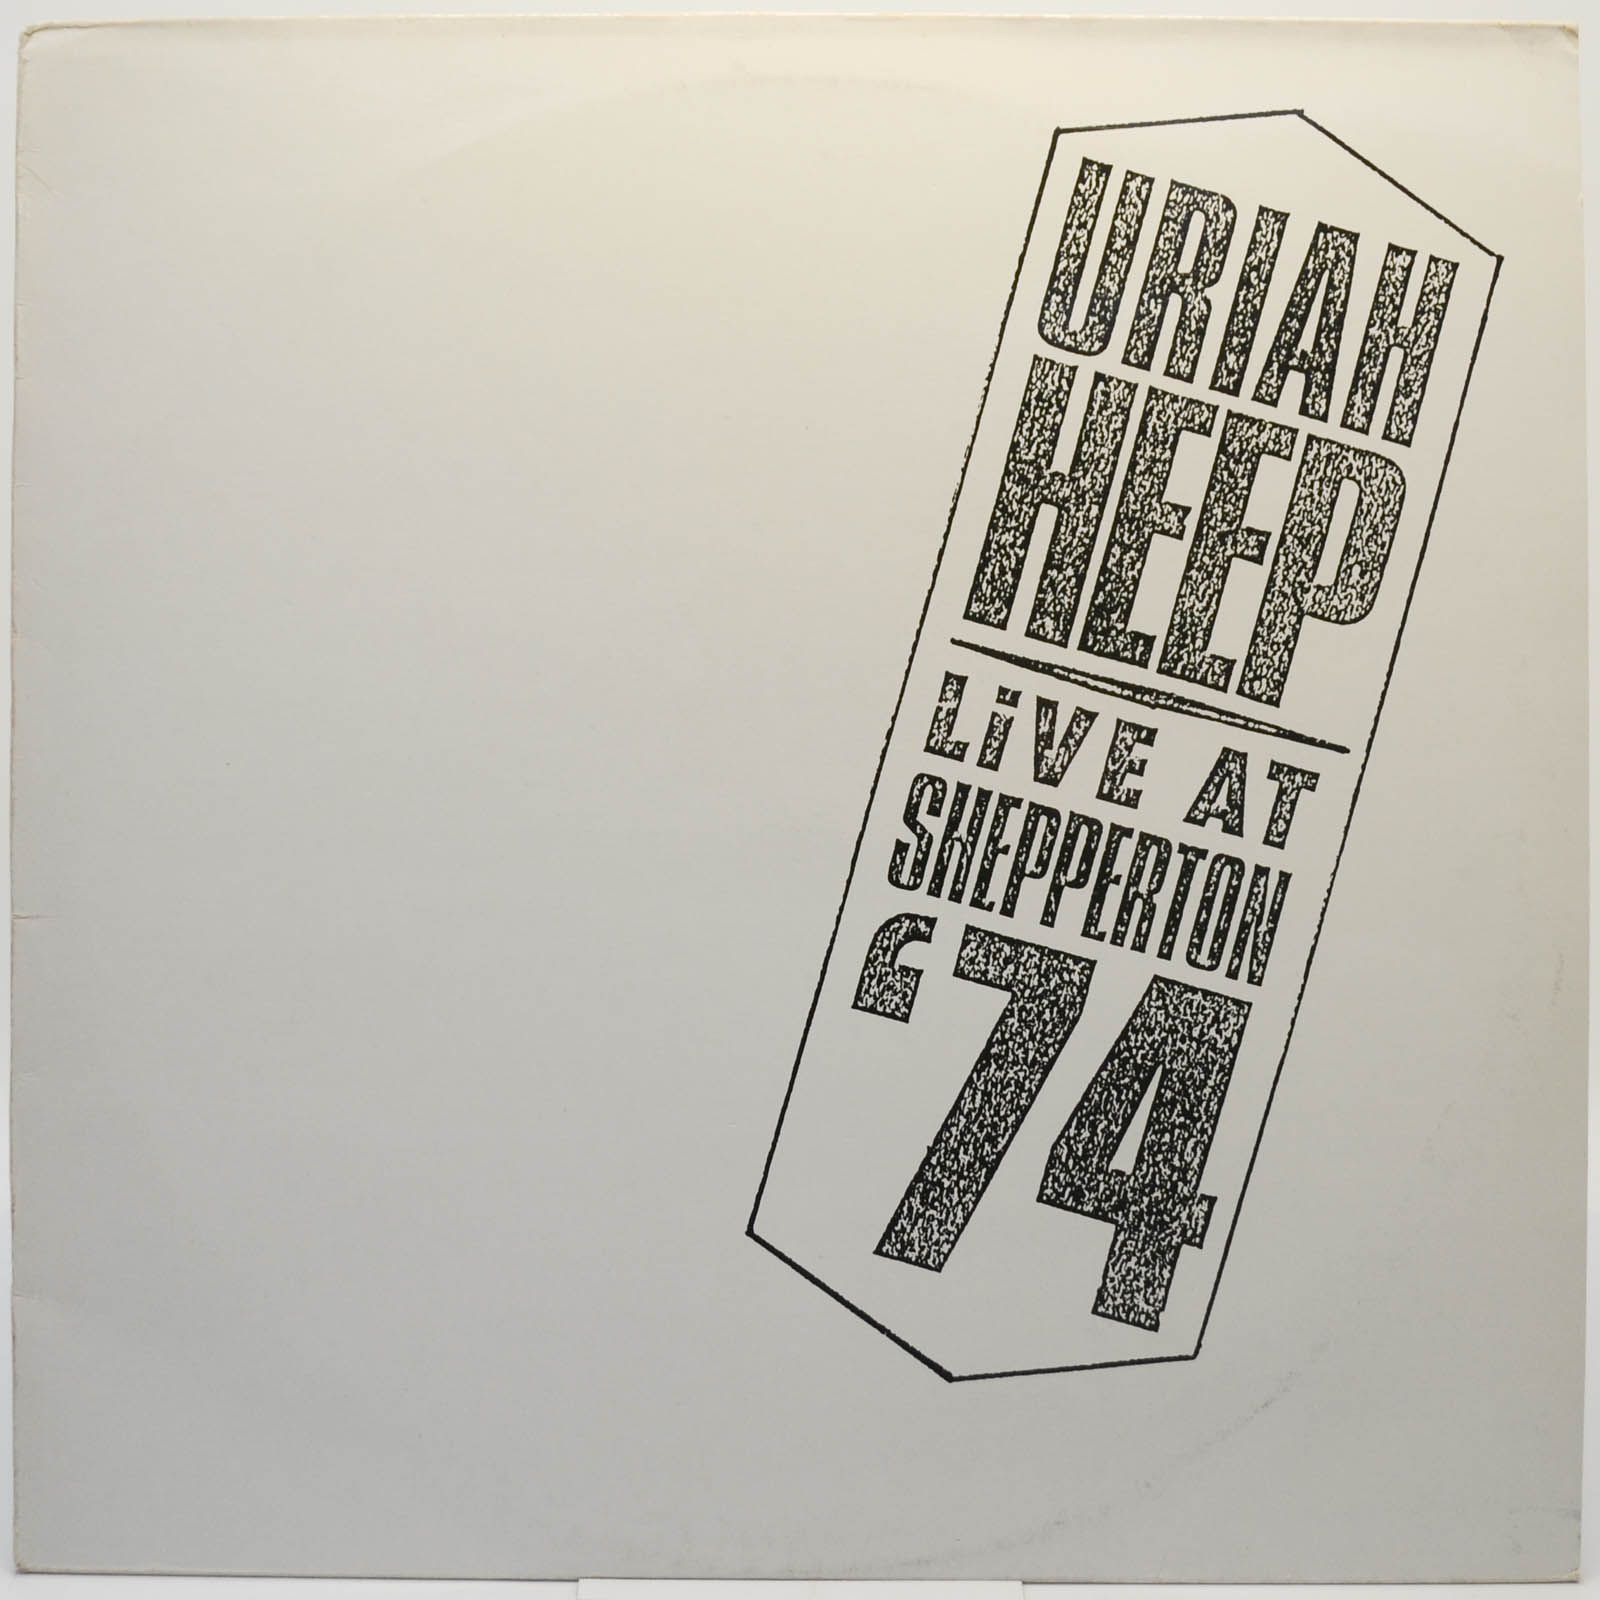 URIAH
HEEP
LiVE AT
SHEPPERTON
‘74